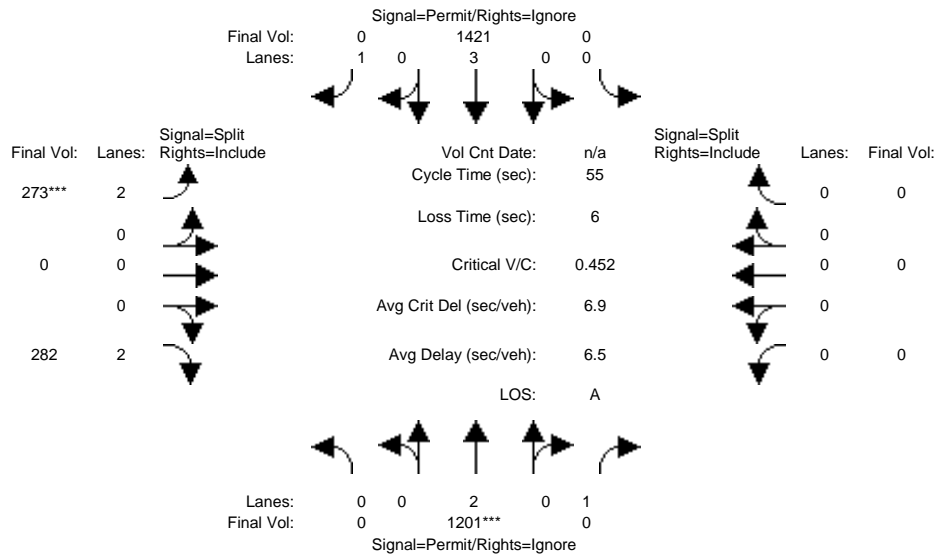 Signal=Permit/Rights=Ignore
Final Vol: 0 1421 0
Lanes: 1 0 3 0 0
Signal=Split Signal=Split
Final Vol: Lanes: Rights=Include Vol Cnt Date: n/a Rights=Include Lanes: Final Vol:
Cycle Time (sec): 55
273*** 2 0 0
Loss Time (sec): 6
0 0
0 0 Critical V/C: 0.452 0 0
0 Avg Crit Del (sec/veh): 6.9 0
282 2 Avg Delay (sec/veh): 6.5 0 0
LOS: A
Lanes: 0 0 2 0 1
Final Vol: 0 1201*** 0
Signal=Permit/Rights=Ignore